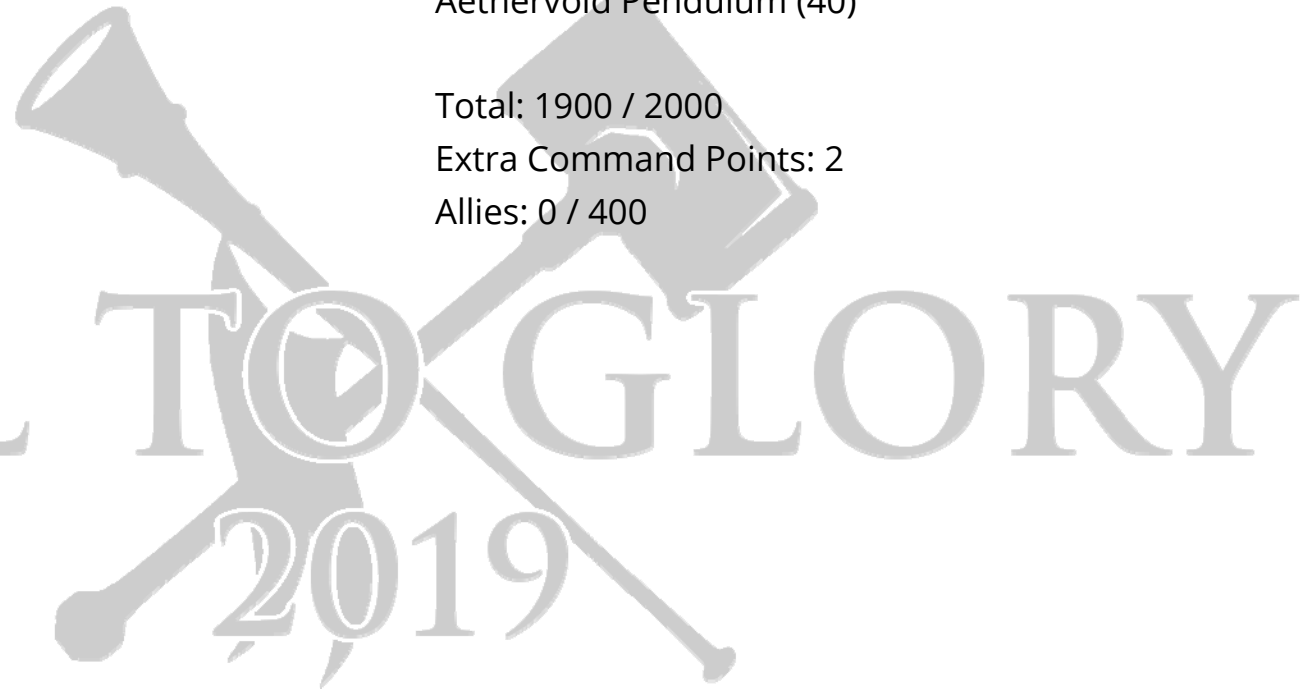 Aethervoid Pendulum (40)
Total: 1900 / 2000
Extra Command Points: 2
Allies: 0 / 400
L TO GLORY
2019